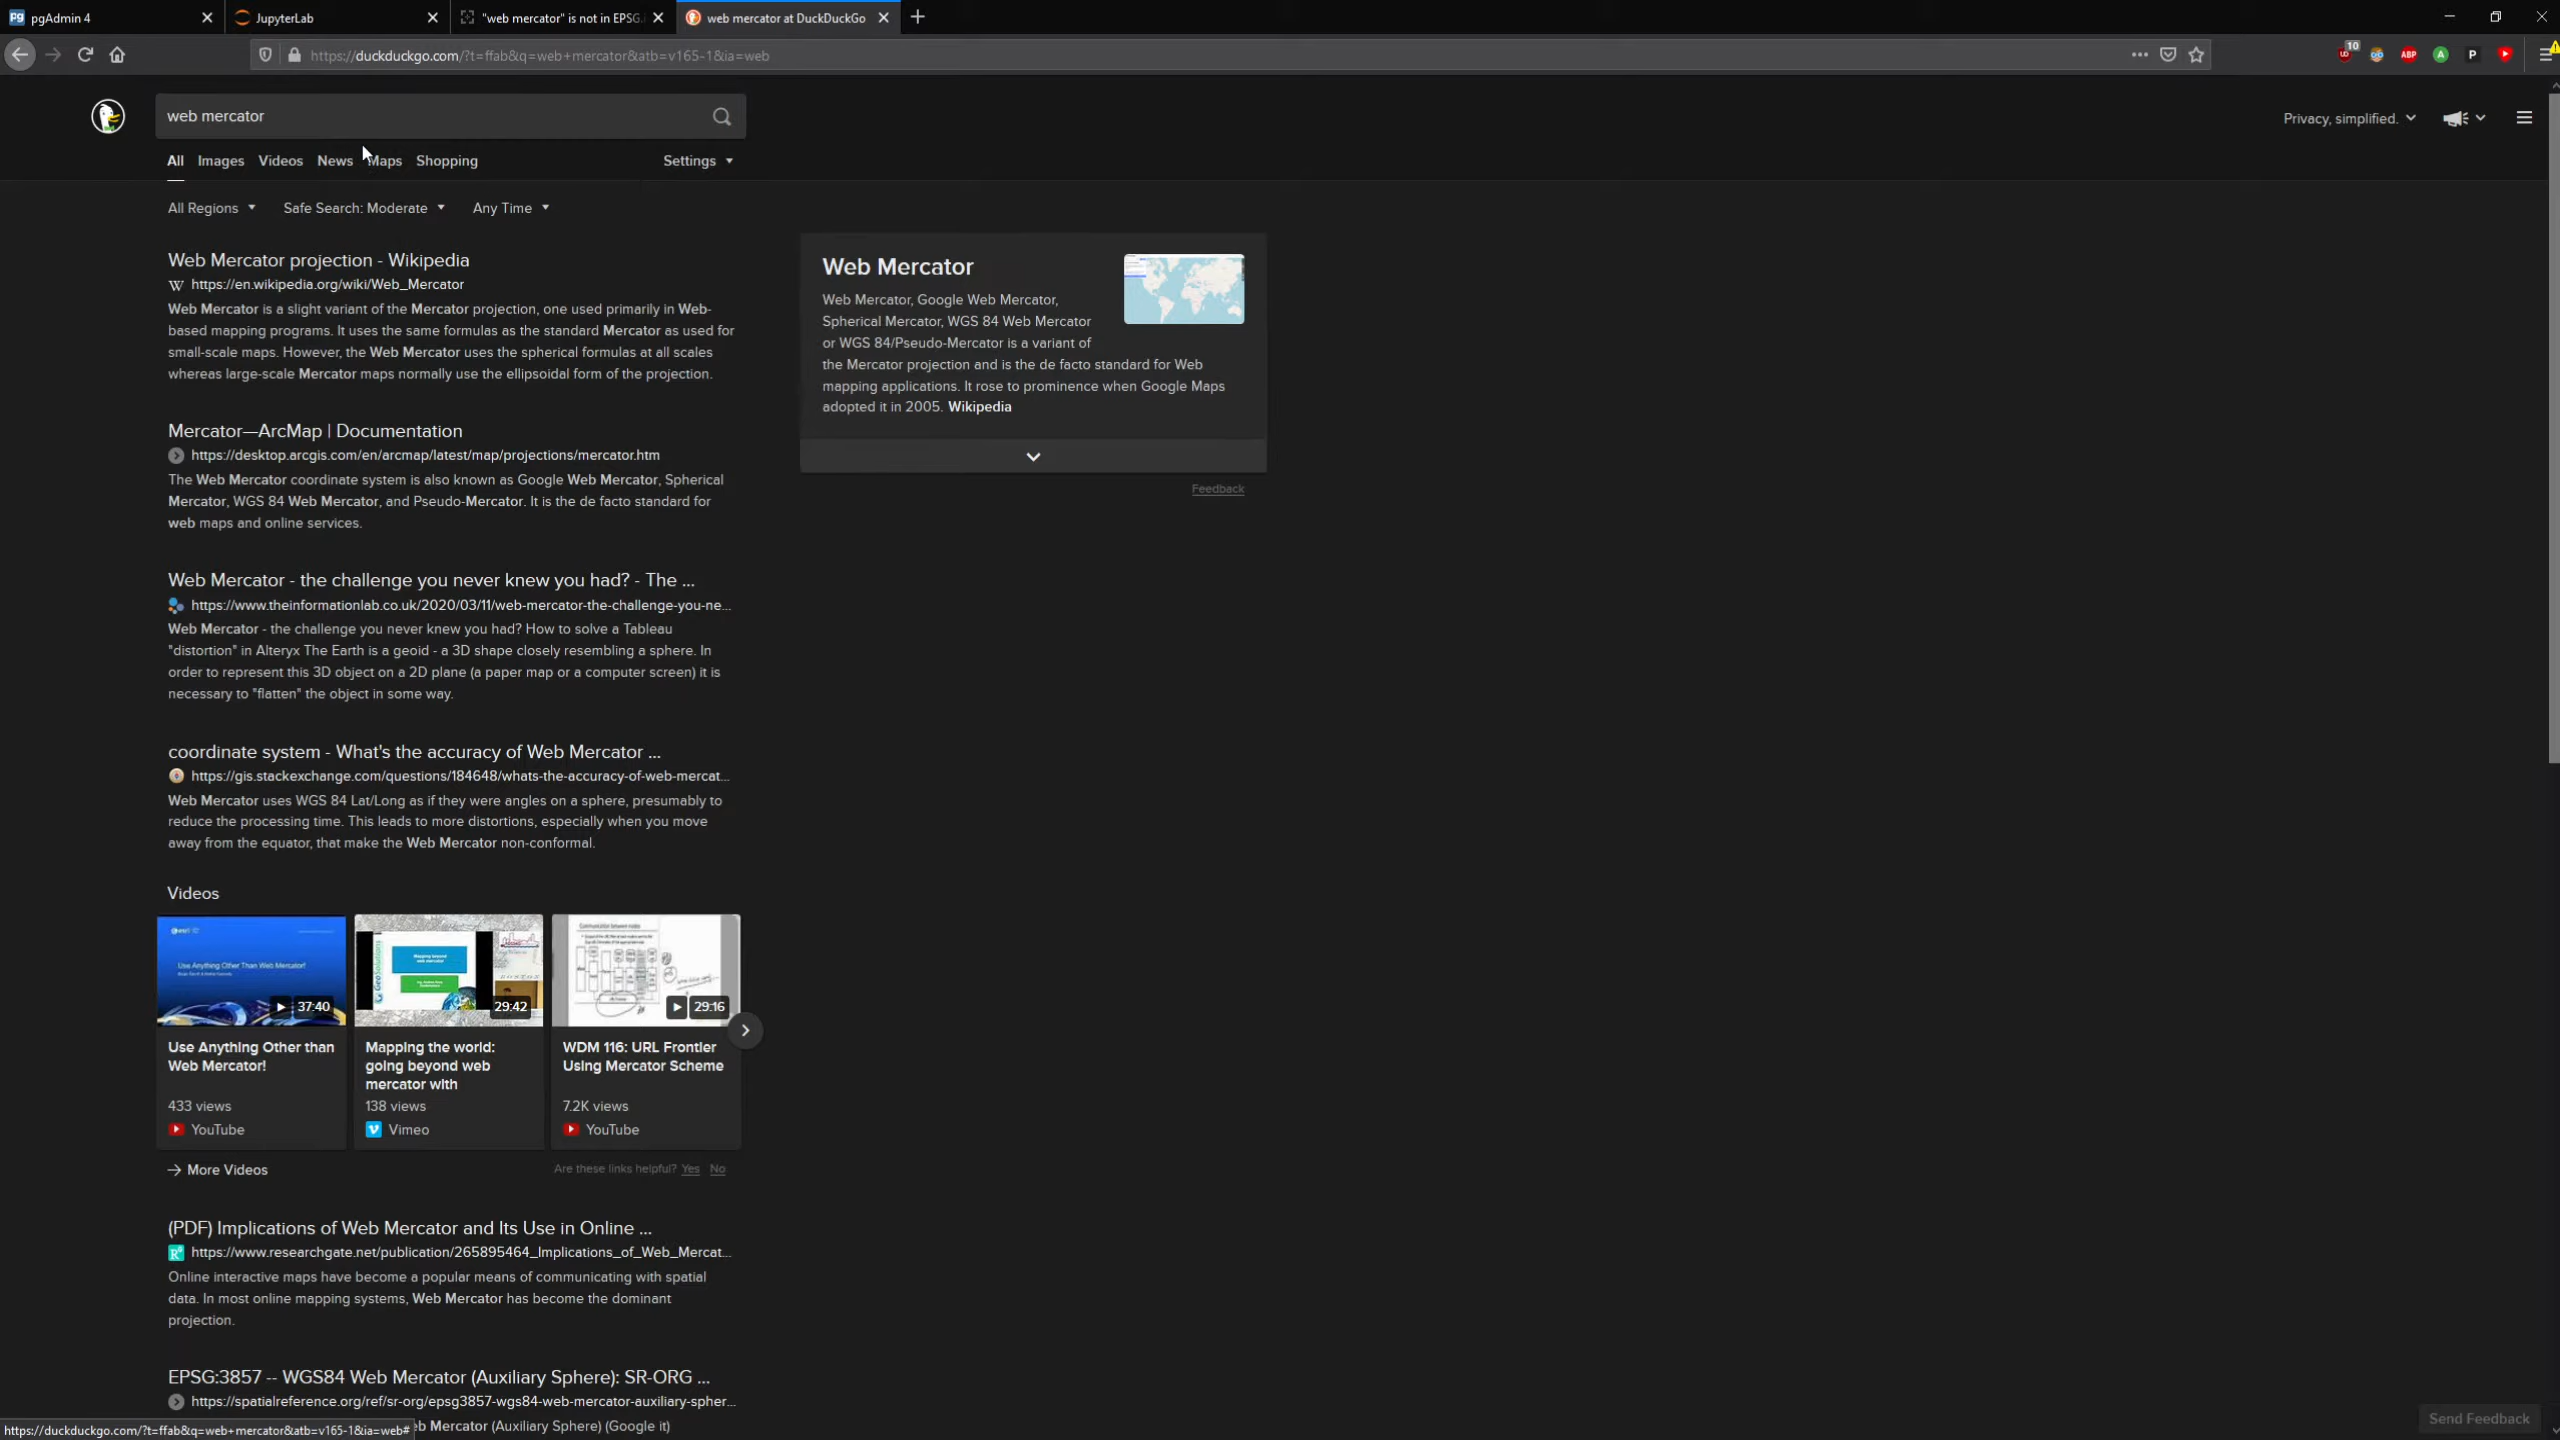 pgAdmin 4
JupyterLab
"web mercator" is not in EPSG.i
web mercator at DuckDuckGo
https://duckduckgo.com/?t=ffab&q=web+mercator&atb=v165-1&ia=web
10
ABP
web mercator
Privacy, simplified.
All Images Videos News Maps Shopping Settings
All Regions Safe Search: Moderate Any Time
Web Mercator projection - Wikipedia
https://en.wikipedia.org/wiki/Web_Mercator
Web Mercator is a slight variant of the Mercator projection, one used primarily in Web-
based mapping programs. It uses the same formulas as the standard Mercator as used for
small-scale maps. However, the Web Mercator uses the spherical formulas at all scales
whereas large-scale Mercator maps normally use the ellipsoidal form of the projection.
Web Mercator
Web Mercator, Google Web Mercator,
Spherical Mercator, WGS 84 Web Mercator
or WGS 84/Pseudo-Mercator is a variant of
the Mercator projection and is the de facto standard for Web
mapping applications. It rose to prominence when Google Maps
adopted it in 2005. Wikipedia
Feedback
Mercator—ArcMap | Documentation
https://desktop.arcgis.com/en/arcmap/latest/map/projections/mercator.htm
The Web Mercator coordinate system is also known as Google Web Mercator, Spherical
Mercator, WGS 84 Web Mercator, and Pseudo-Mercator. It is the de facto standard for
web maps and online services.
Web Mercator - the challenge you never knew you had? - The ...
https://www.theinformationlab.co.uk/2020/03/11/web-mercator-the-challenge-you-ne...
Web Mercator - the challenge you never knew you had? How to solve a Tableau
"distortion" in Alteryx The Earth is a geoid - a 3D shape closely resembling a sphere. In
order to represent this 3D object on a 2D plane (a paper map or a computer screen) it is
necessary to "flatten" the object in some way.
coordinate system - What's the accuracy of Web Mercator ...
https://gis.stackexchange.com/questions/184648/whats-the-accuracy-of-web-mercat...
Web Mercator uses WGS 84 Lat/Long as if they were angles on a sphere, presumably to
reduce the processing time. This leads to more distortions, especially when you move
away from the equator, that make the Web Mercator non-conformal.
Videos
Use Anything Other Than Web Mercator!
37:40
29:42
29:16
Use Anything Other than
Web Mercator!
433 views
YouTube
Mapping the world:
going beyond web
mercator with
138 views
Vimeo
WDM 116: URL Frontier
Using Mercator Scheme
7.2K views
YouTube
More Videos
Are these links helpful? Yes No
(PDF) Implications of Web Mercator and Its Use in Online ...
https://www.researchgate.net/publication/265895464_Implications_of_Web_Mercat...
Online interactive maps have become a popular means of communicating with spatial
data. In most online mapping systems, Web Mercator has become the dominant
projection.
EPSG:3857 -- WGS84 Web Mercator (Auxiliary Sphere): SR-ORG ...
https://spatialreference.org/ref/sr-org/epsg3857-wgs84-web-mercator-auxiliary-spher...
eb Mercator (Auxiliary Sphere) (Google it)
https://duckduckgo.com/?t=ffab&q=web+mercator&atb=v165-1&ia=web#
Send Feedback